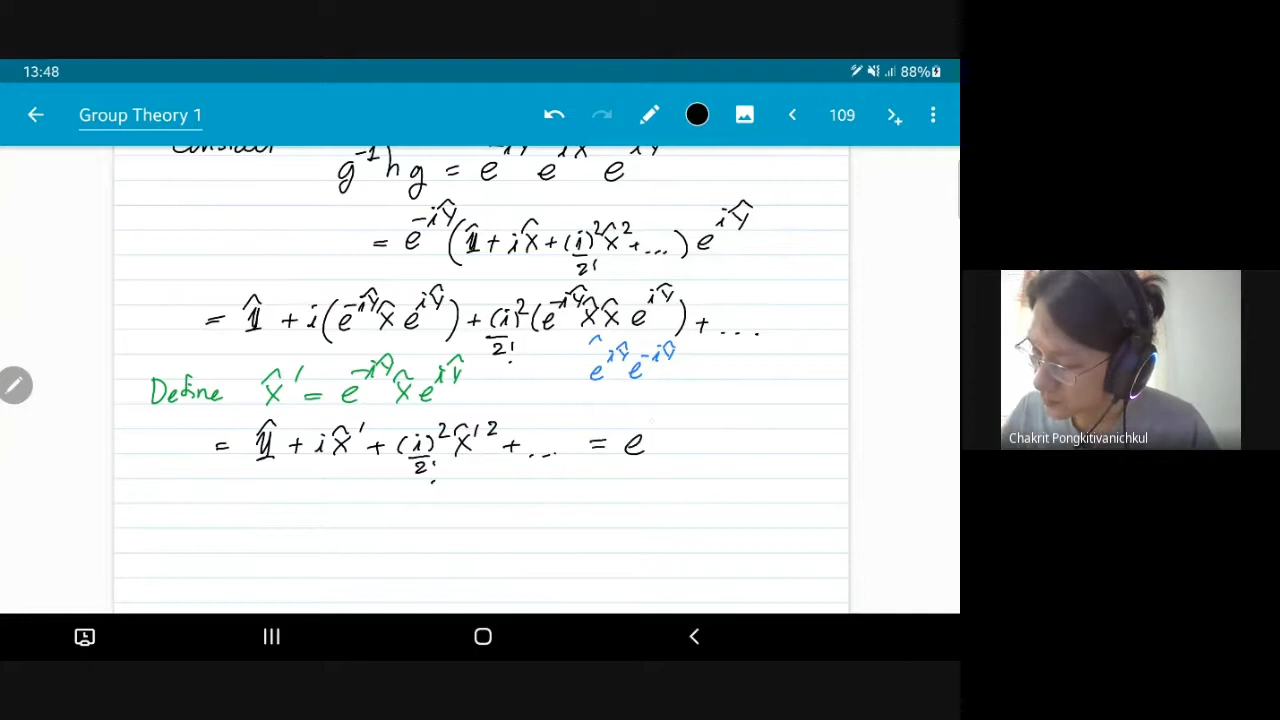 13:48 88%
Group Theory 1 109
Consider
g⁻¹hg = e^{-iŶ} e^{iX̂} e^{iŶ}
= e^{-iŶ}(𝟙̂ + iX̂ + (i)²/2! X̂² + ...) e^{iŶ}
= 𝟙̂ + i(e^{-iŶ}X̂e^{iŶ}) + (i)²/2! (e^{-iŶ}X̂X̂e^{iŶ}) + ...
e^{iŶ}e^{-iŶ}
Define X̂' = e^{-iŶ}X̂e^{iŶ}
= 𝟙̂ + iX̂' + (i)²/2! X̂'² + ... = e
Chakrit Pongkitivanichkul